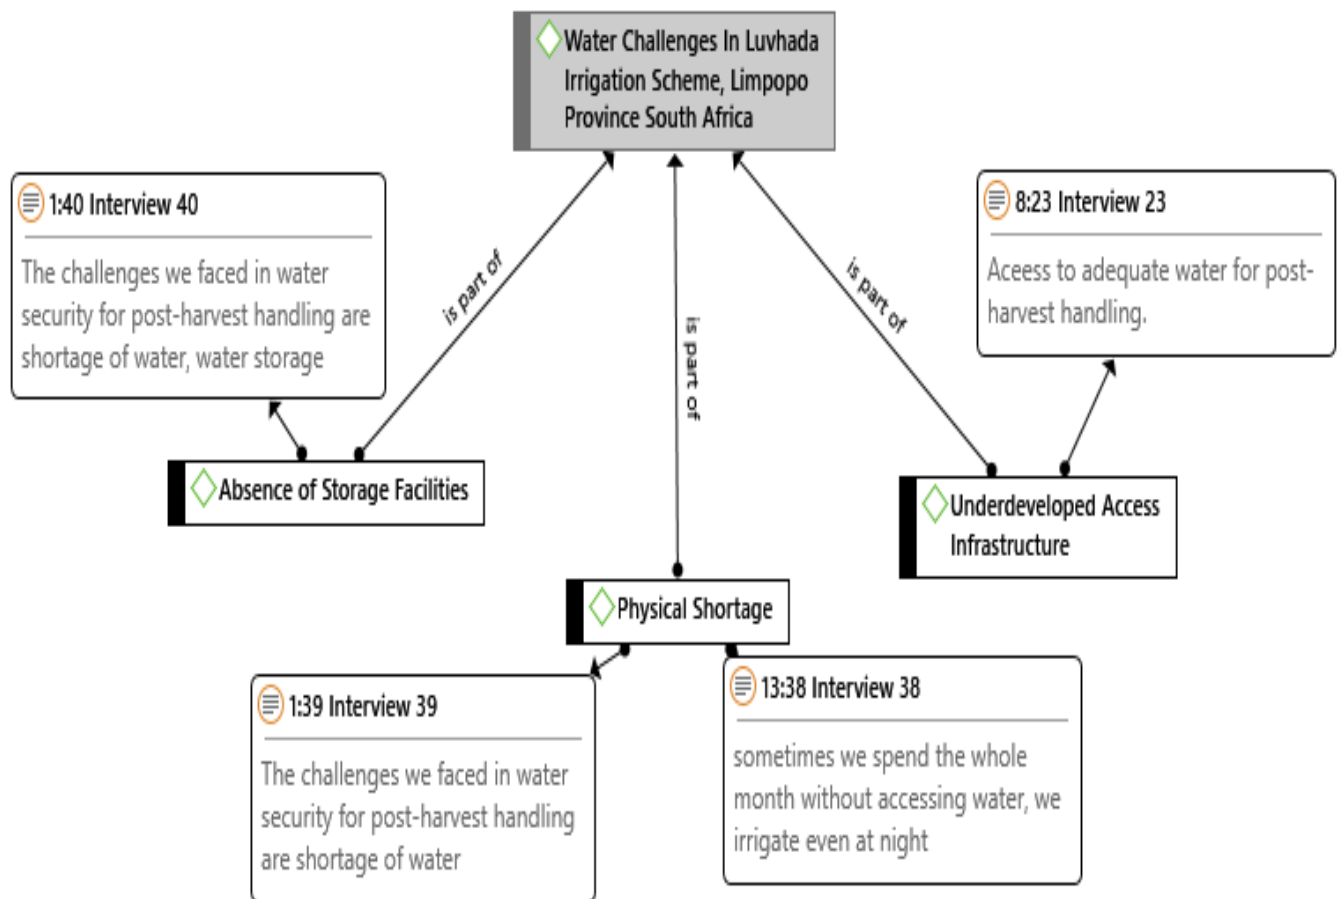 Water Challenges In Luvhada
Irrigation Scheme, Limpopo
Province South Africa
1:40 Interview 40
The challenges we faced in water
security for post-harvest handling are
shortage of water, water storage
8:23 Interview 23
Aceess to adequate water for post-
harvest handling.
is part of
is part of
is part of
Absence of Storage Facilities
Underdeveloped Access
Infrastructure
Physical Shortage
1:39 Interview 39
The challenges we faced in water
security for post-harvest handling
are shortage of water
13:38 Interview 38
sometimes we spend the whole
month without accessing water, we
irrigate even at night